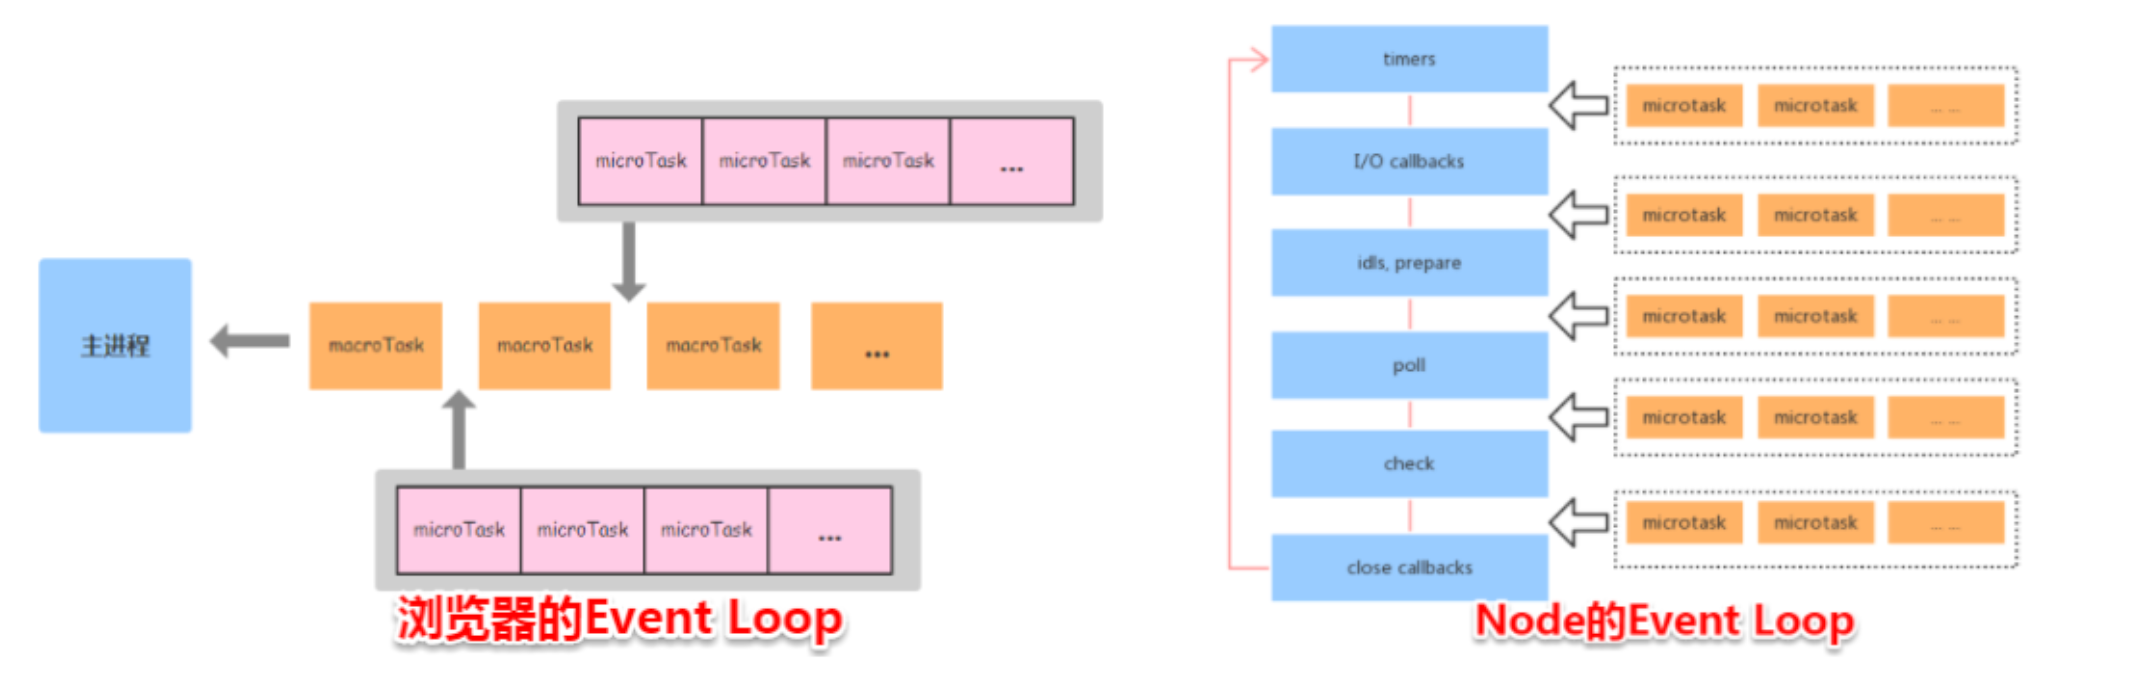 microTask microTask microTask ...
主进程 macroTask macroTask macroTask ...
microTask microTask microTask ...
浏览器的Event Loop
timers
microtask microtask ... ...
I/O callbacks
microtask microtask ... ...
idls, prepare
microtask microtask ... ...
poll
microtask microtask ... ...
check
microtask microtask ... ...
close callbacks
Node的Event Loop